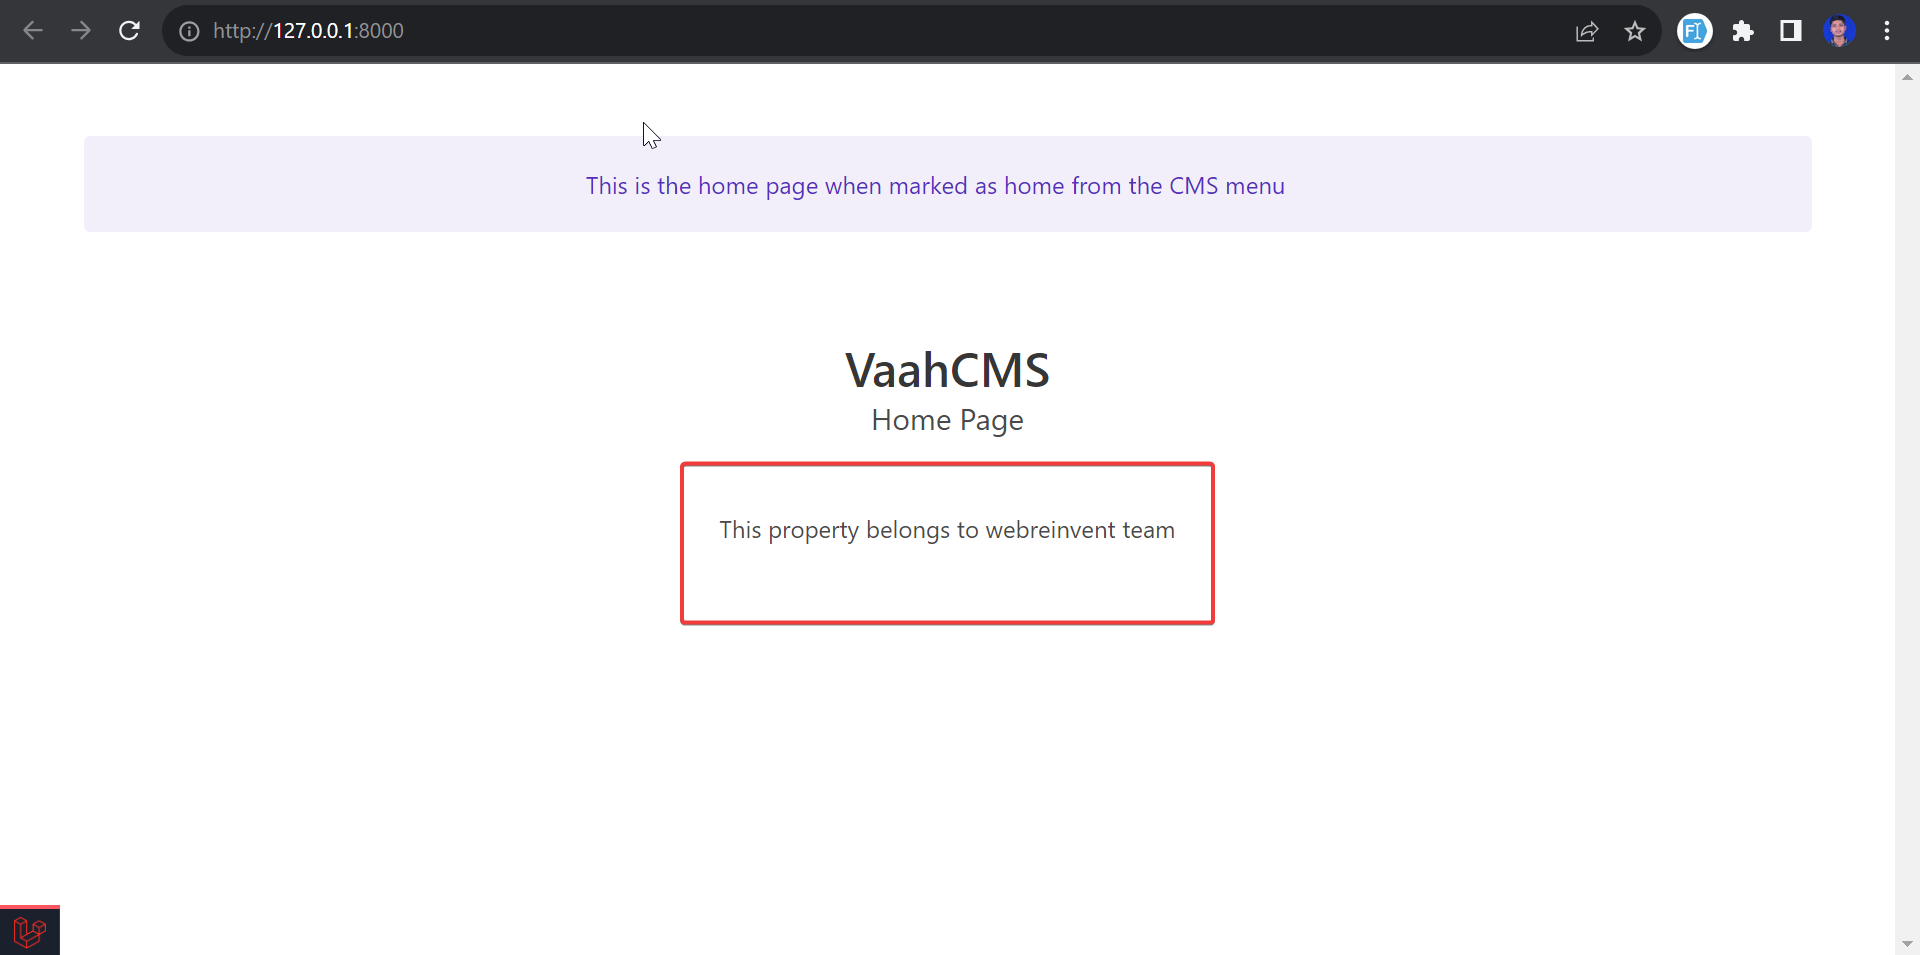 http://127.0.0.1:8000
This is the home page when marked as home from the CMS menu
VaahCMS
Home Page
This property belongs to webreinvent team